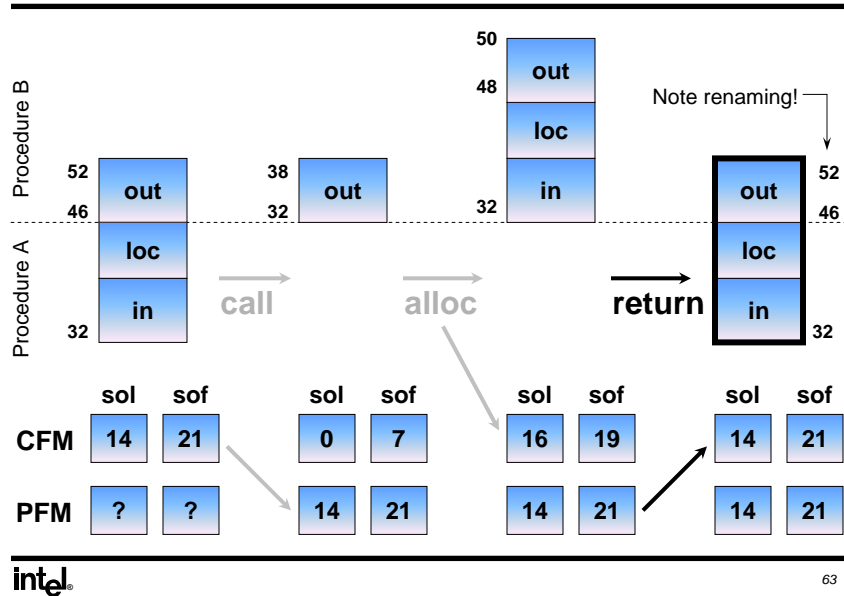 Procedure B
Procedure A
52
46
32
out
loc
in
call
38
32
out
alloc
50
48
32
out
loc
in
return
Note renaming!
out
loc
in
52
46
32
sol sof sol sof sol sof sol sof
CFM 14 21 0 7 16 19 14 21
PFM ? ? 14 21 14 21 14 21
intel®
63